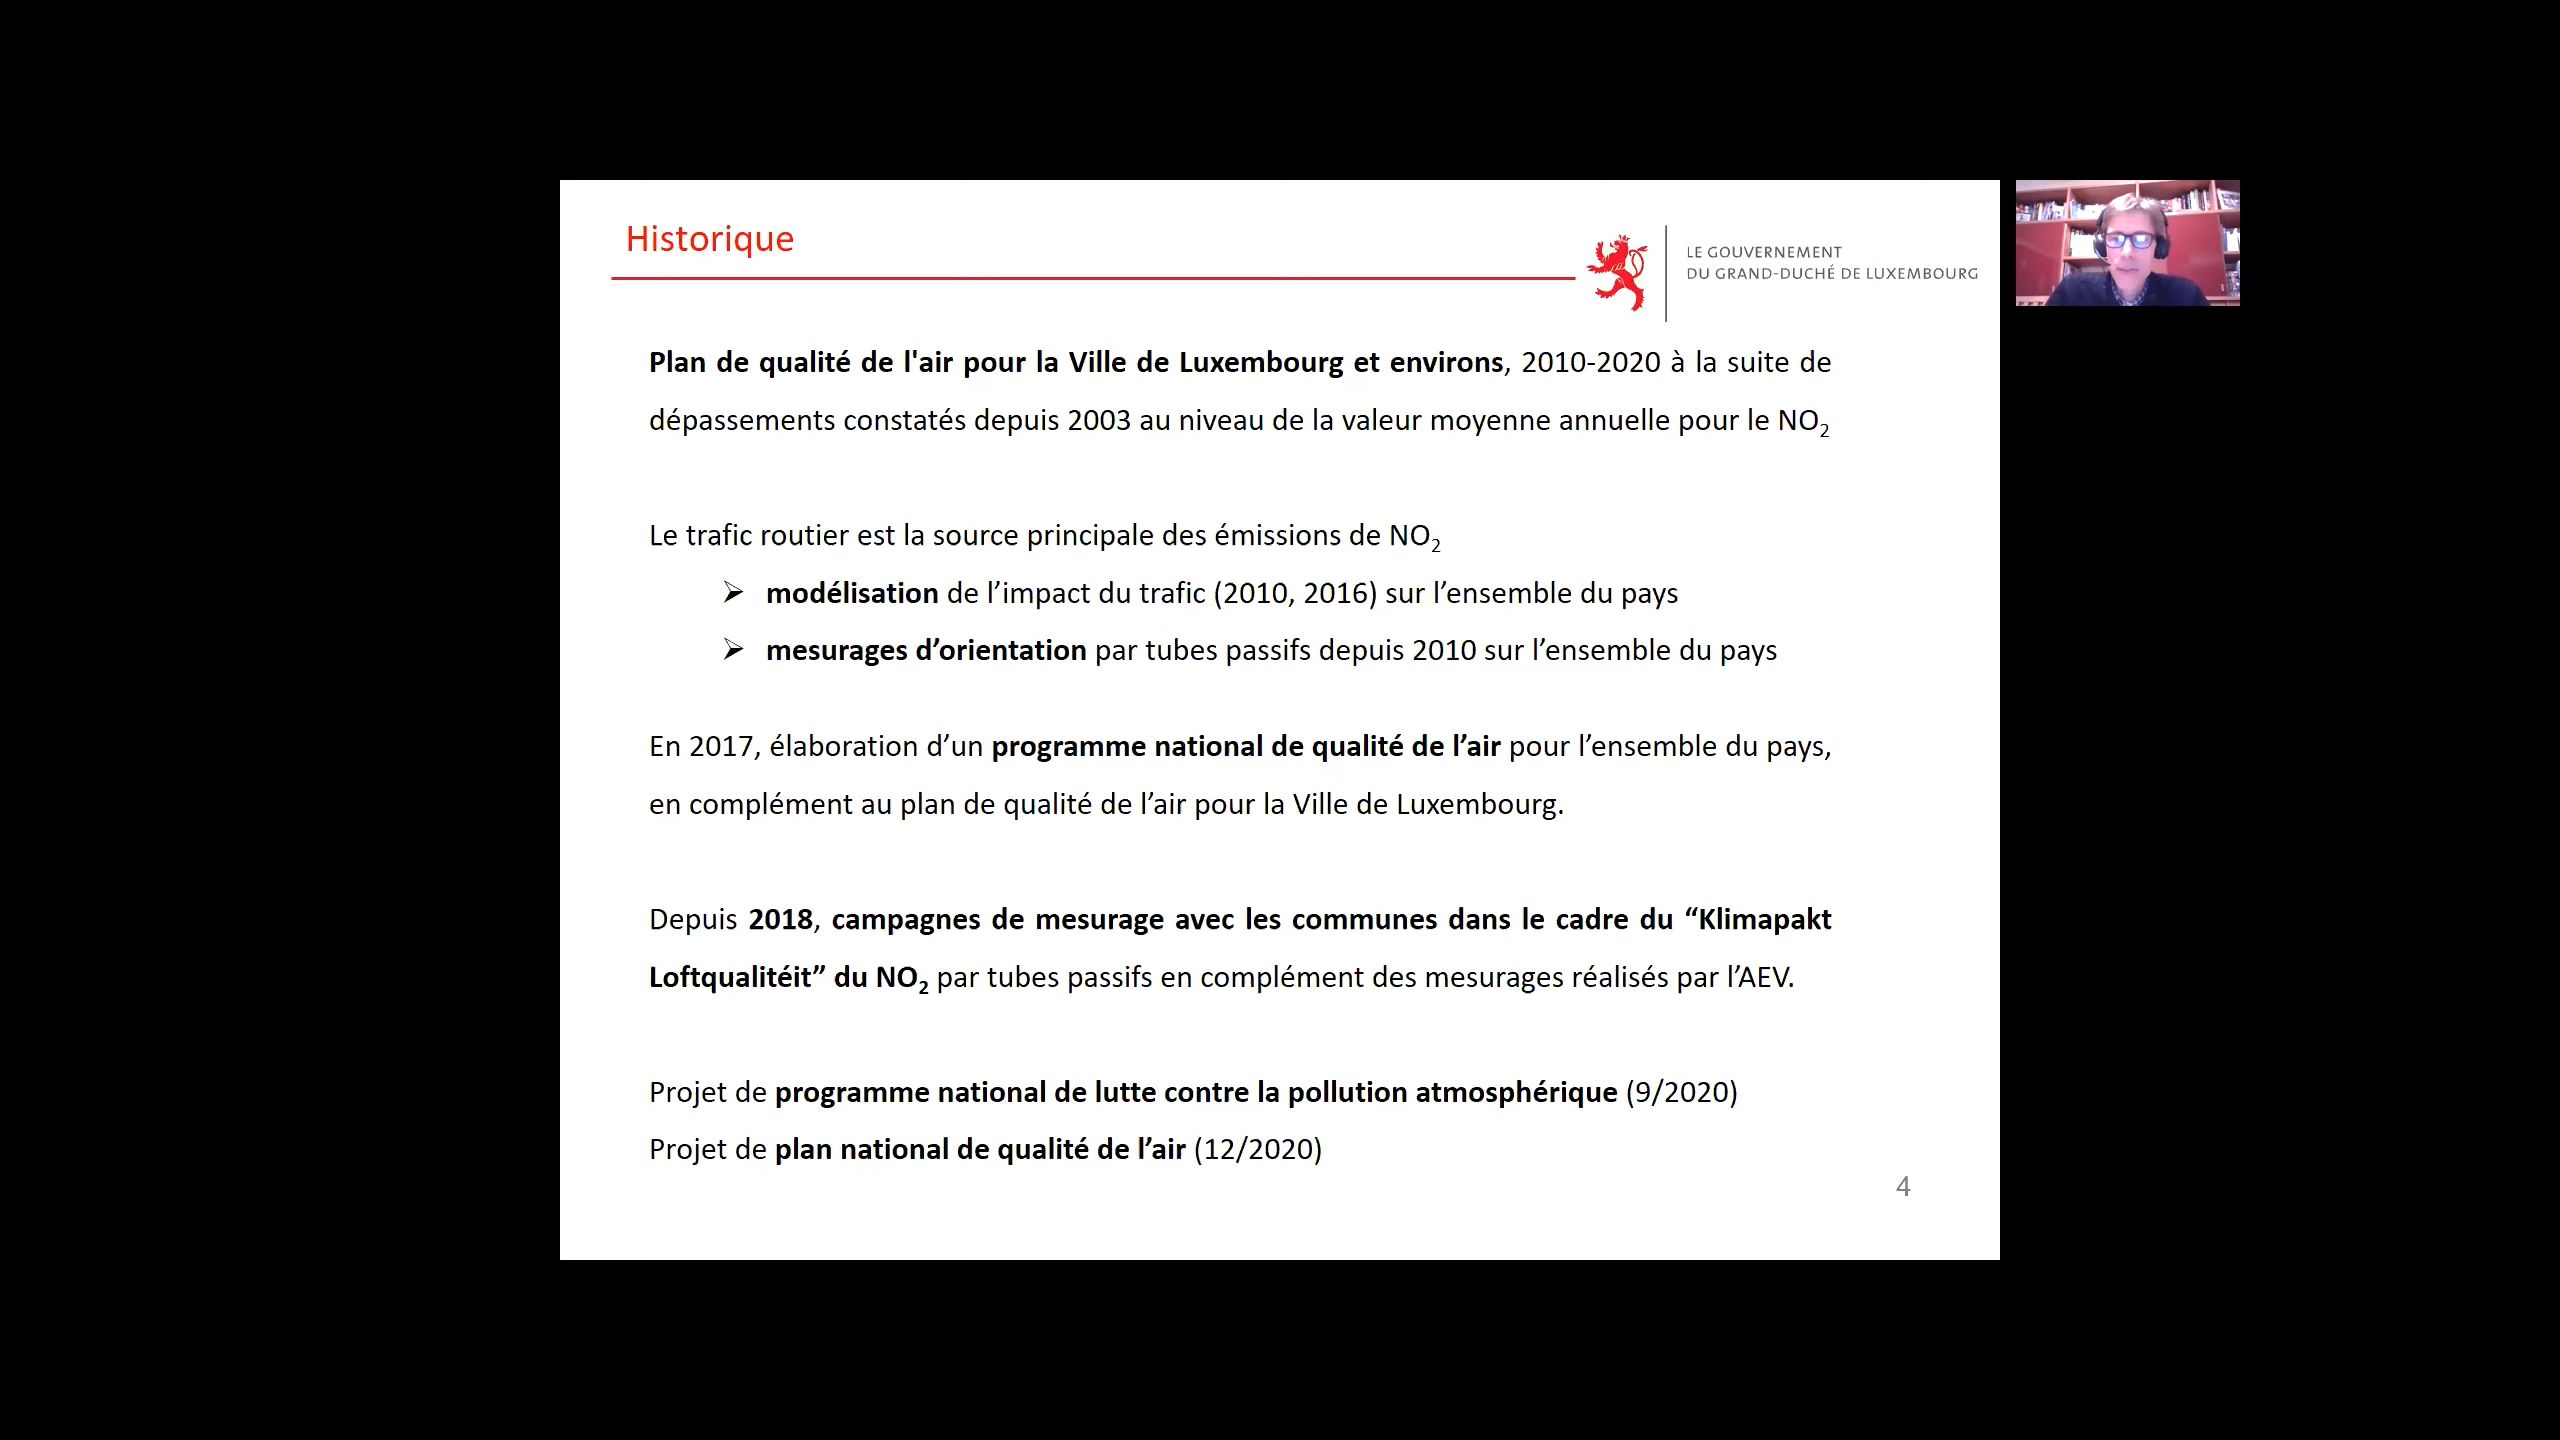 Historique
LE GOUVERNEMENT
DU GRAND-DUCHÉ DE LUXEMBOURG
Plan de qualité de l'air pour la Ville de Luxembourg et environs, 2010-2020 à la suite de
dépassements constatés depuis 2003 au niveau de la valeur moyenne annuelle pour le NO₂
Le trafic routier est la source principale des émissions de NO₂
➢ modélisation de l’impact du trafic (2010, 2016) sur l’ensemble du pays
➢ mesurages d’orientation par tubes passifs depuis 2010 sur l’ensemble du pays
En 2017, élaboration d’un programme national de qualité de l’air pour l’ensemble du pays,
en complément au plan de qualité de l’air pour la Ville de Luxembourg.
Depuis 2018, campagnes de mesurage avec les communes dans le cadre du “Klimapakt
Loftqualitéit” du NO₂ par tubes passifs en complément des mesurages réalisés par l’AEV.
Projet de programme national de lutte contre la pollution atmosphérique (9/2020)
Projet de plan national de qualité de l’air (12/2020)
4